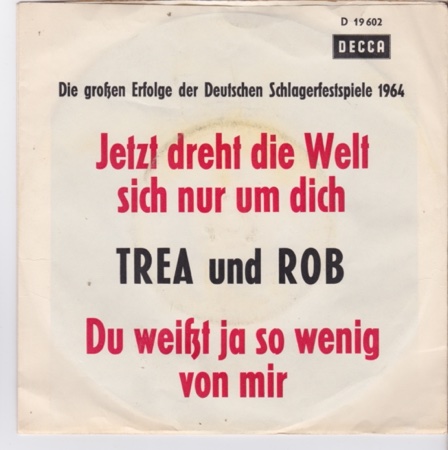 D 19 602
DECCA
Die großen Erfolge der Deutschen Schlagerfestspiele 1964
Jetzt dreht die Welt
sich nur um dich
TREA und ROB
Du weißt ja so wenig
von mir